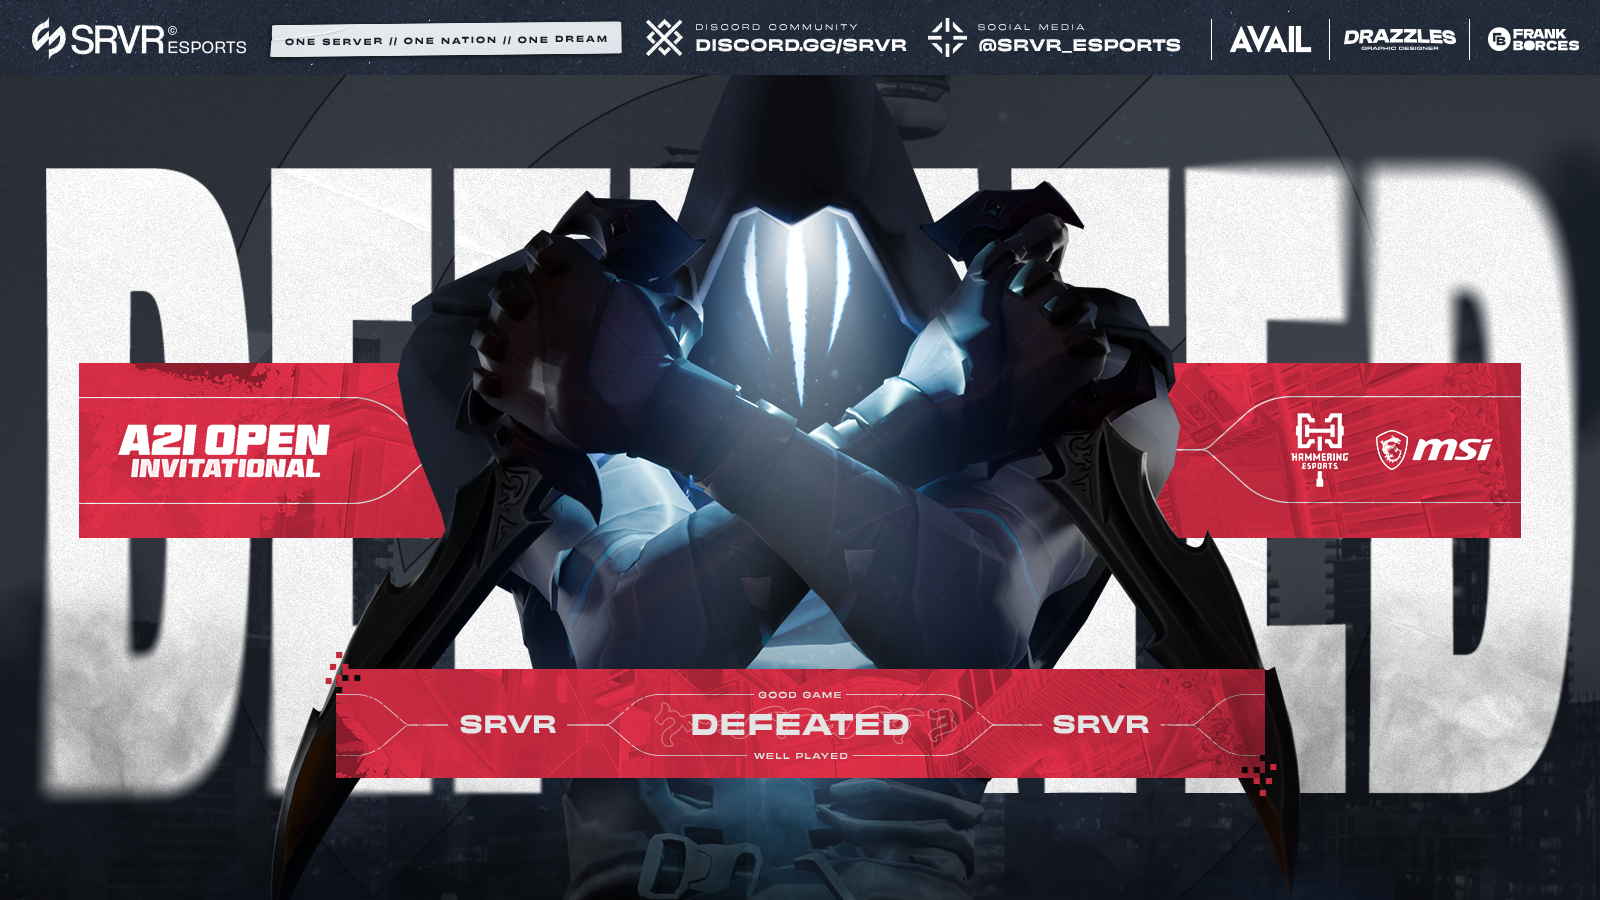 SRVR©
ESPORTS
ONE SERVER // ONE NATION // ONE DREAM
DISCORD COMMUNITY
DISCORD.GG/SRVR
SOCIAL MEDIA
@SRVR_ESPORTS
AVAIL
DRAZZLES
GRAPHIC DESIGNER
FRANK
BORCES
DEFEATED
A2I OPEN
INVITATIONAL
HAMMERING
ESPORTS
msi
GOOD GAME
SRVR
DEFEATED
SRVR
WELL PLAYED